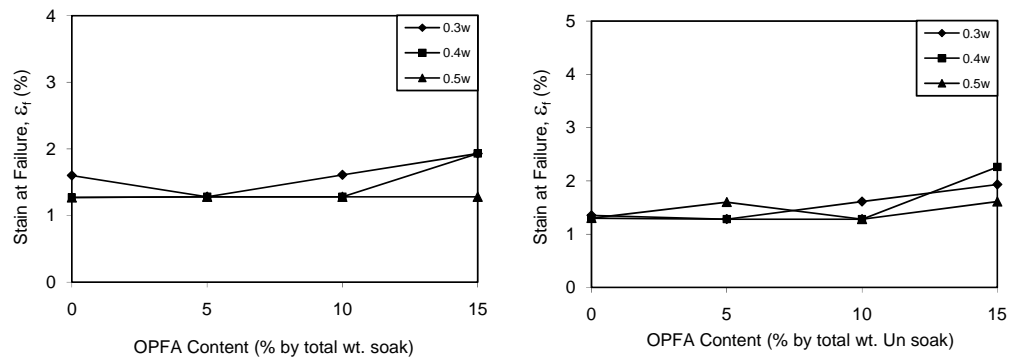 4
3
2
1
0
0 5 10 15
Stain at Failure, εf (%)
OPFA Content (% by total wt. soak)
0.3w
0.4w
0.5w
5
4
3
2
1
0
0 5 10 15
Stain at Failure, εf (%)
OPFA Content (% by total wt. Un soak)
0.3w
0.4w
0.5w